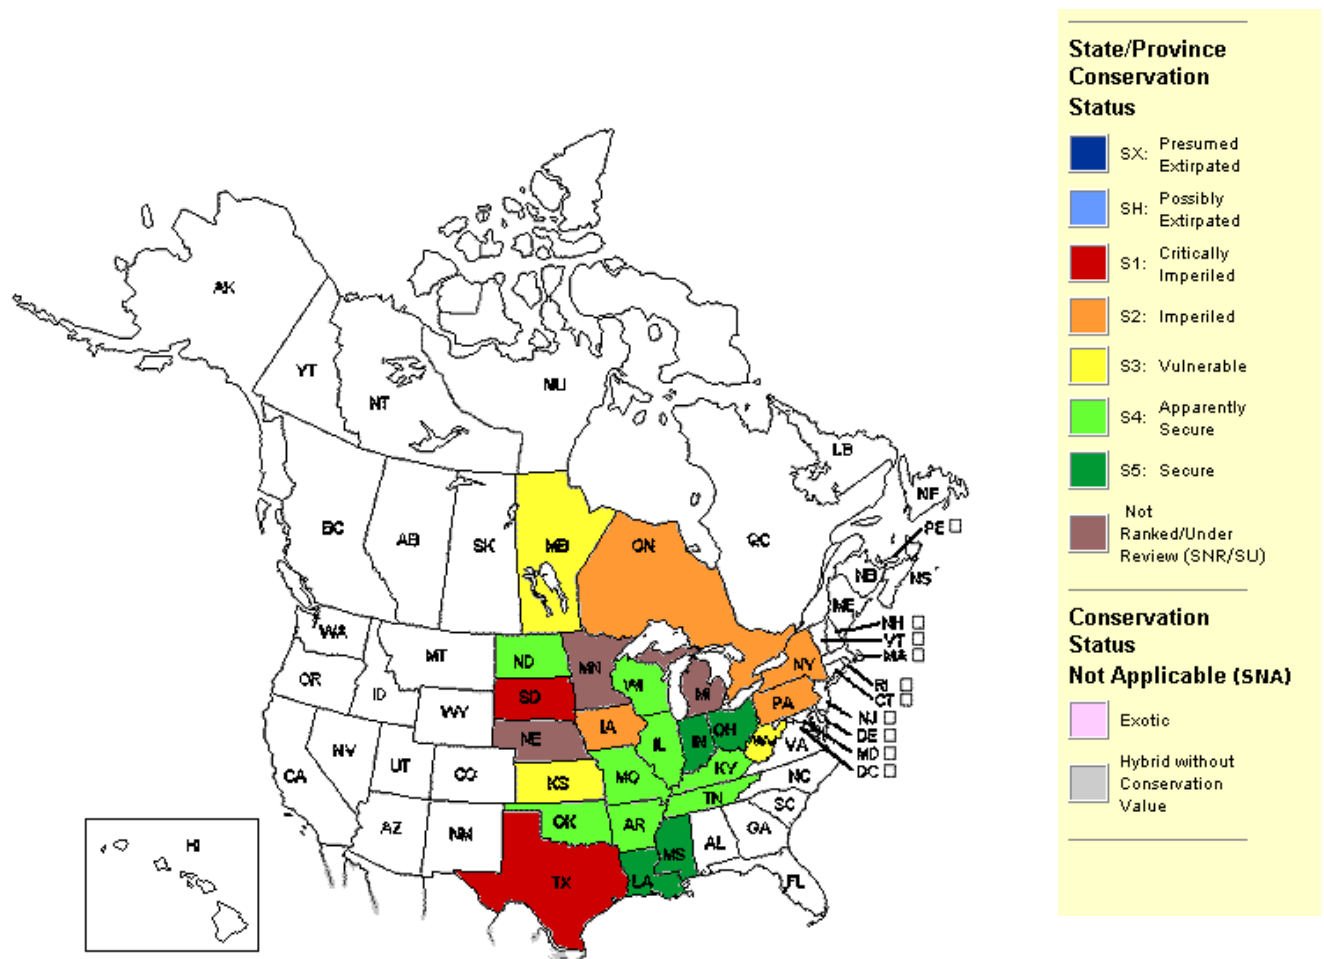 State/Province
Conservation
Status
SX: Presumed
Extirpated
SH: Possibly
Extirpated
S1: Critically
Imperiled
S2: Imperiled
S3: Vulnerable
S4: Apparently
Secure
S5: Secure
Not
Ranked/Under
Review (SNR/SU)
Conservation
Status
Not Applicable (SNA)
Exotic
Hybrid without
Conservation
Value
AK
YT
NT
NU
LB
NF
PE
BC
AB
SK
MB
ON
QC
NB
NS
ME
NH
VT
MA
RI
CT
NJ
DE
MD
DC
WA
MT
ND
MN
OR
ID
SD
WI
MI
NY
WY
PA
NE
IA
NV
UT
CO
IL
IN
OH
WV
VA
CA
KS
MO
KY
NC
TN
SC
AZ
NM
OK
AR
MS
AL
GA
HI
TX
LA
FL